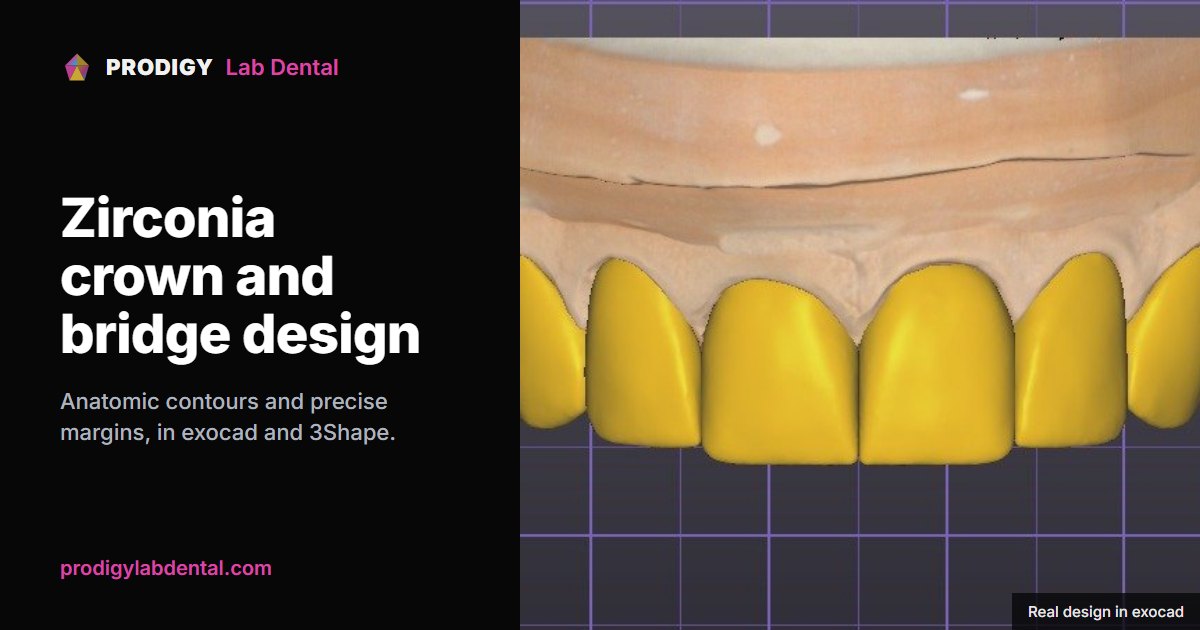 PRODIGY Lab Dental
Zirconia
crown and
bridge design
Anatomic contours and precise
margins, in exocad and 3Shape.
prodigylabdental.com
Real design in exocad